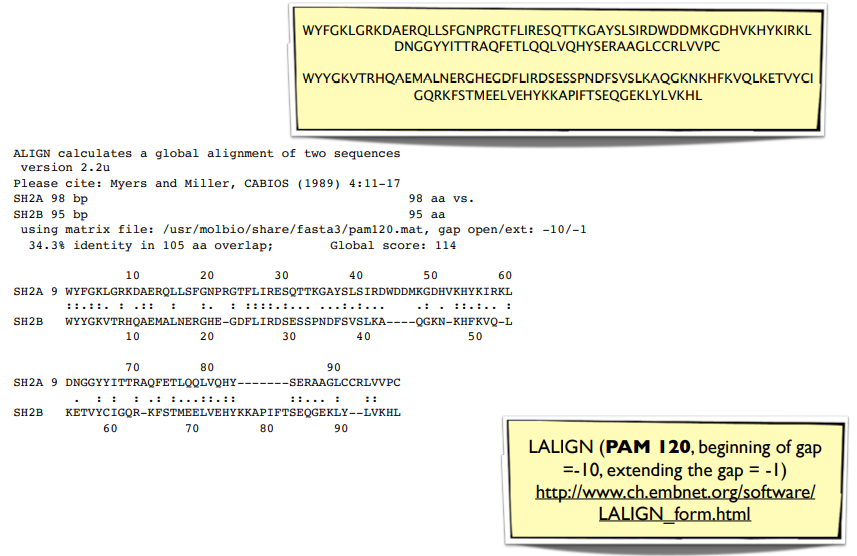 WYFGKLGRKDAERQLLSFGNPRGTFLIRESQTTKGAYSLSIRDWDDMKGDHVKHYKIRKL
DNGGYYITTRAQFETLQQLVQHYSERAAGLCCRLVVPC
WYYGKVTRHQAEMALNERGHEGDFLIRDSESSPNDFSVSLKAQGKNKHFKVQLKETVYCI
GQRKFSTMEELVEHYKKAPIFTSEQGEKLYLVKHL
ALIGN calculates a global alignment of two sequences
version 2.2u
Please cite: Myers and Miller, CABIOS (1989) 4:11-17
SH2A 98 bp 98 aa vs.
SH2B 95 bp 95 aa
using matrix file: /usr/molbio/share/fasta3/pam120.mat, gap open/ext: -10/-1
34.3% identity in 105 aa overlap; Global score: 114
10 20 30 40 50 60
SH2A 9 WYFGKLGRKDAERQLLSFGNPRGTFLIRESQTTKGAYSLSIRDWDDMKGDHVKHYKIRKL
::.::.: : .:: : :. : ::::.:... ...:.:. : . ::.:. :
SH2B WYYGKVTRHQAEMALNERGHE-GDFLIRDSESSPNDFSVSLKA----QGKN-KHFKVQ-L
10 20 30 40 50
70 80 90
SH2A 9 DNGGYYITTRAQFETLQQLVQHY-------SERAAGLCCRLVVPC
. : : : .: :...::.:: ::. . : ::
SH2B KETVYCIGQR-KFSTMEELVEHYKKAPIFTSEQGEKLY--LVKHL
60 70 80 90
LALIGN (PAM 120, beginning of gap
=-10, extending the gap = -1)
http://www.ch.embnet.org/software/
LALIGN_form.html